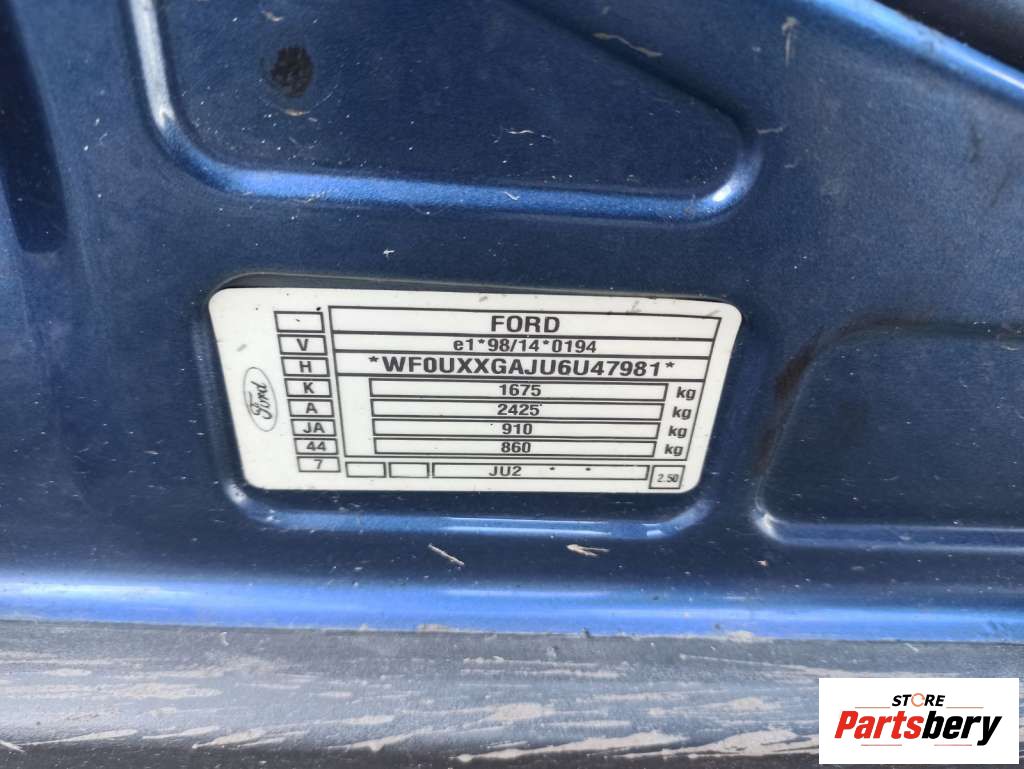 FORD
V e1*98/14*0194
H *WF0UXXGAJU6U47981*
K 1675 kg
A 2425 kg
JA 910 kg
44 860 kg
7 JU2 * * 2.50
Ford
STORE
Partsbery